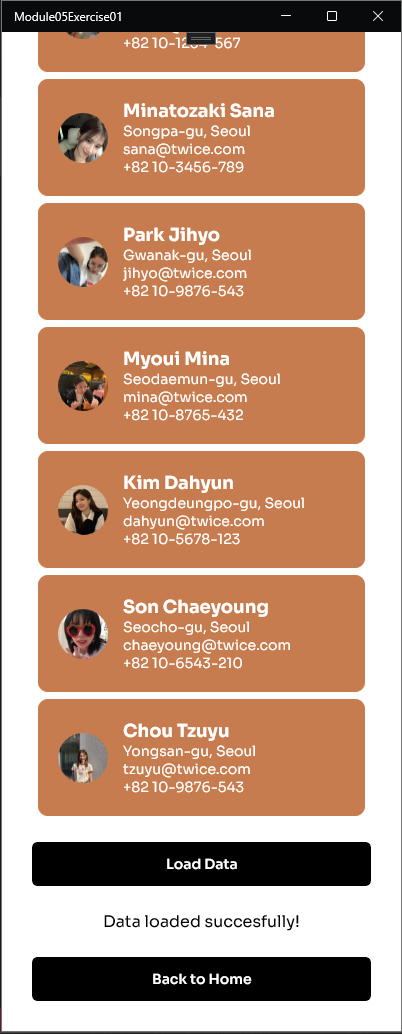 Module05Exercise01
+82 10-1234-567
Minatozaki Sana
Songpa-gu, Seoul
sana@twice.com
+82 10-3456-789
Park Jihyo
Gwanak-gu, Seoul
jihyo@twice.com
+82 10-9876-543
Myoui Mina
Seodaemun-gu, Seoul
mina@twice.com
+82 10-8765-432
Kim Dahyun
Yeongdeungpo-gu, Seoul
dahyun@twice.com
+82 10-5678-123
Son Chaeyoung
Seocho-gu, Seoul
chaeyoung@twice.com
+82 10-6543-210
Chou Tzuyu
Yongsan-gu, Seoul
tzuyu@twice.com
+82 10-9876-543
Load Data
Data loaded succesfully!
Back to Home